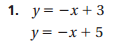 1. y = −x + 3
y = −x + 5